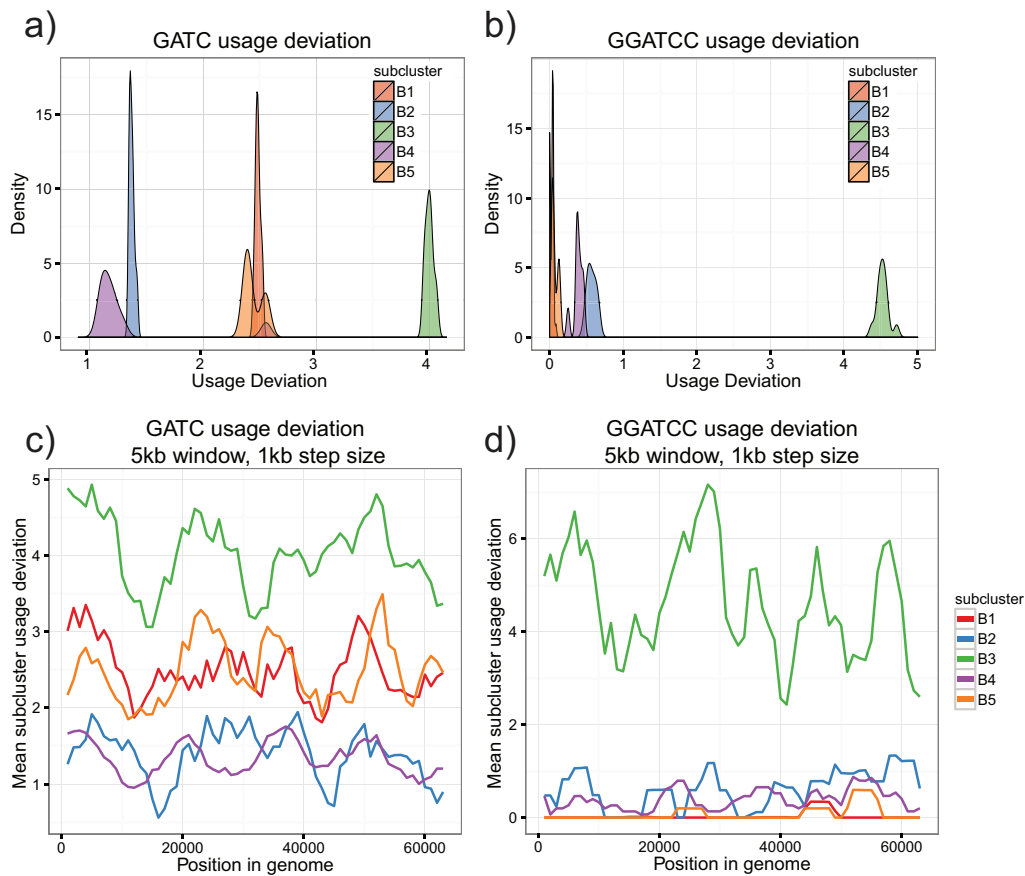 a)
GATC usage deviation
subcluster
B1
B2
B3
B4
B5
15
10
5
0
Density
1
2
3
4
Usage Deviation
b)
GGATCC usage deviation
subcluster
B1
B2
B3
B4
B5
15
10
5
0
Density
0
1
2
3
4
5
Usage Deviation
c)
GATC usage deviation
5kb window, 1kb step size
5
4
3
2
1
Mean subcluster usage deviation
0
20000
40000
60000
Position in genome
d)
GGATCC usage deviation
5kb window, 1kb step size
6
4
2
0
Mean subcluster usage deviation
0
20000
40000
60000
Position in genome
subcluster
B1
B2
B3
B4
B5